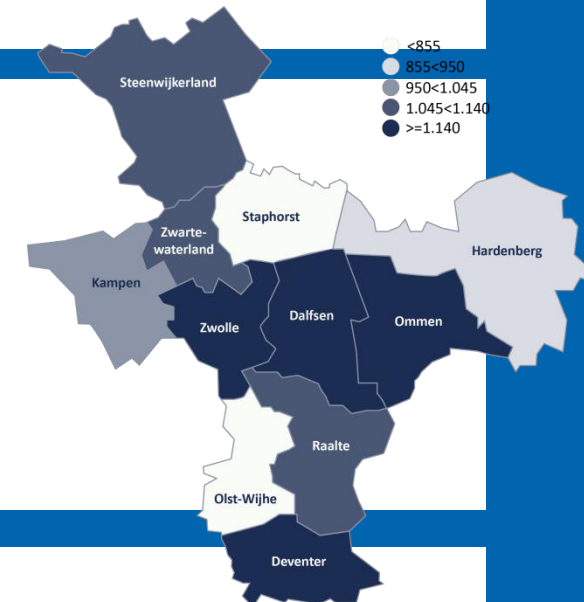 <855
855<950
950<1.045
1.045<1.140
>=1.140
Steenwijkerland
Staphorst
Zwarte-
waterland
Hardenberg
Kampen
Dalfsen
Ommen
Zwolle
Raalte
Olst-Wijhe
Deventer